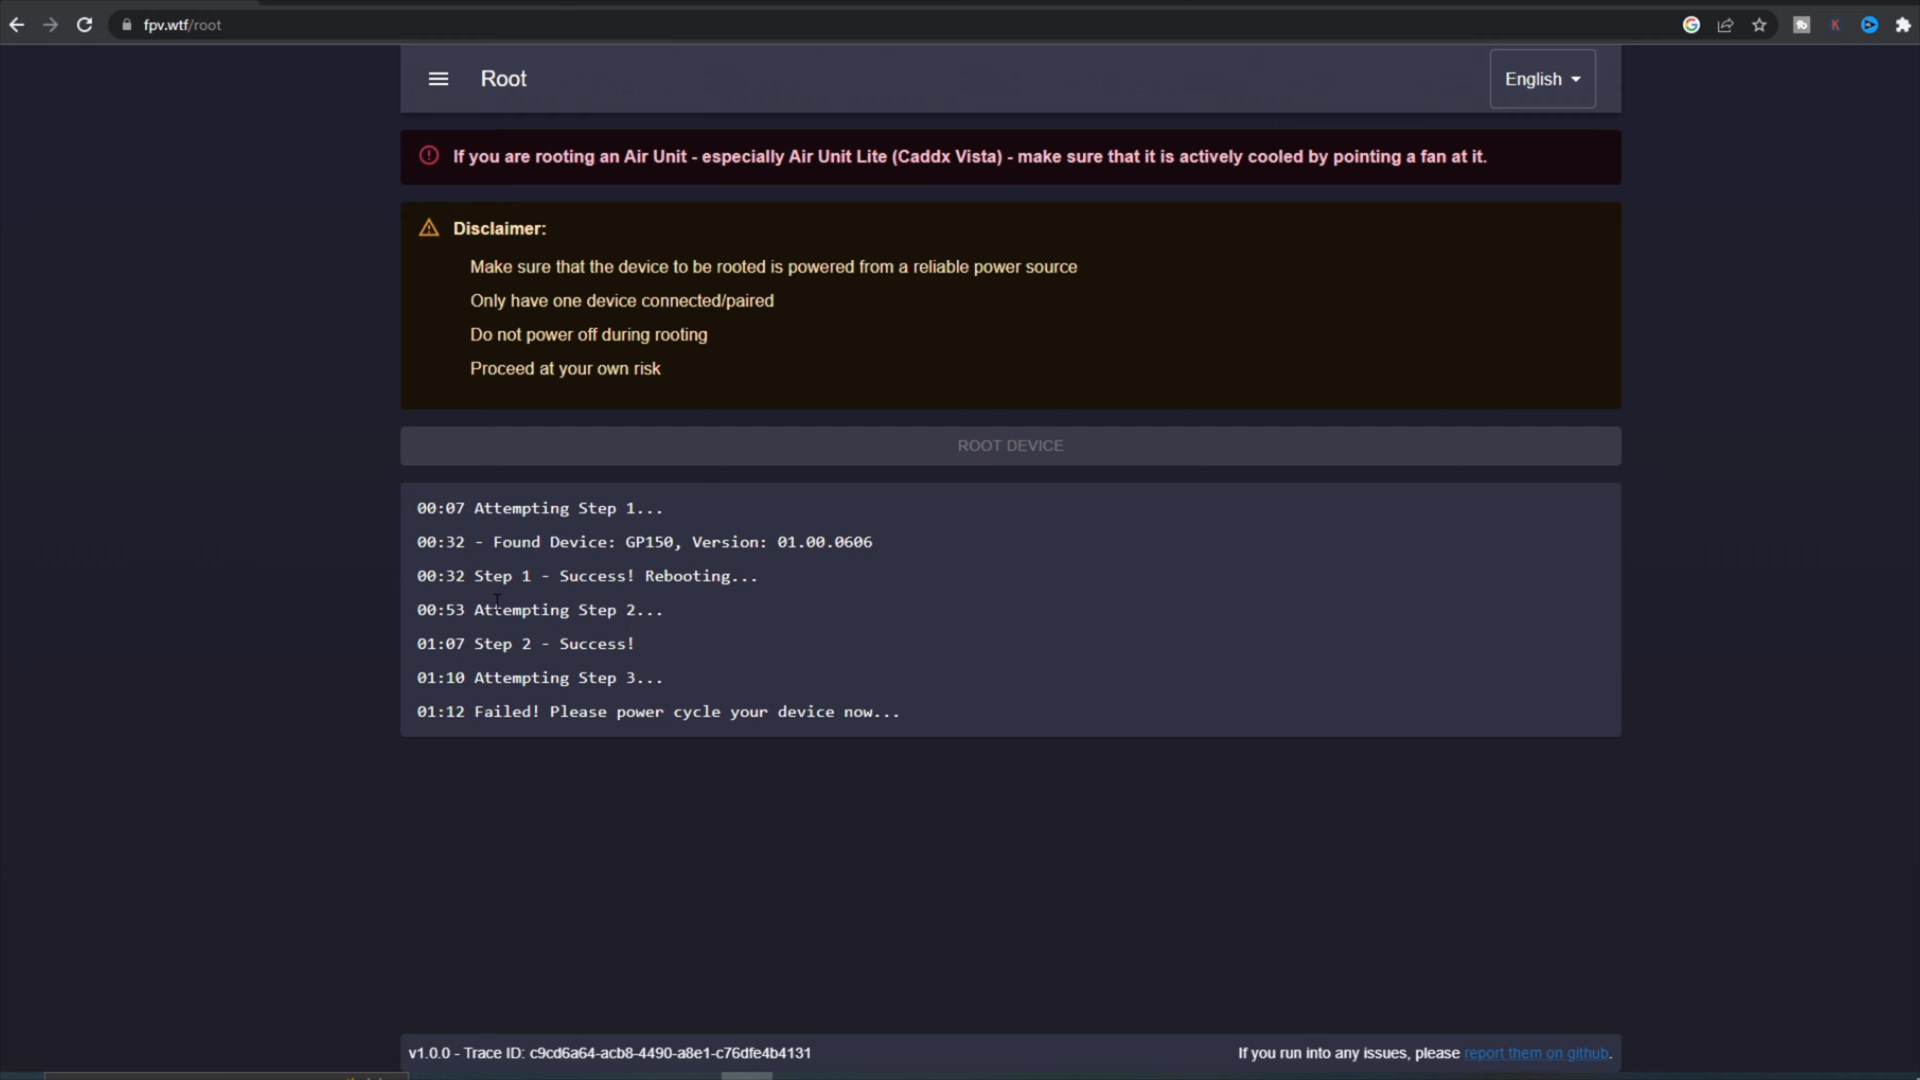 fpv.wtf/root
Root
English
If you are rooting an Air Unit - especially Air Unit Lite (Caddx Vista) - make sure that it is actively cooled by pointing a fan at it.
Disclaimer:
Make sure that the device to be rooted is powered from a reliable power source
Only have one device connected/paired
Do not power off during rooting
Proceed at your own risk
ROOT DEVICE
00:07 Attempting Step 1...
00:32 - Found Device: GP150, Version: 01.00.0606
00:32 Step 1 - Success! Rebooting...
00:53 Attempting Step 2...
01:07 Step 2 - Success!
01:10 Attempting Step 3...
01:12 Failed! Please power cycle your device now...
v1.0.0 - Trace ID: c9cd6a64-acb8-4490-a8e1-c76dfe4b4131
If you run into any issues, please report them on github.